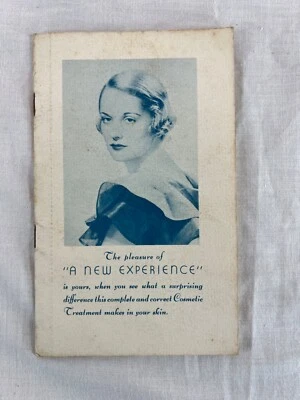 The pleasure of
"A NEW EXPERIENCE"
is yours, when you see what a surprising
difference this complete and correct Cosmetic
Treatment makes in your skin.